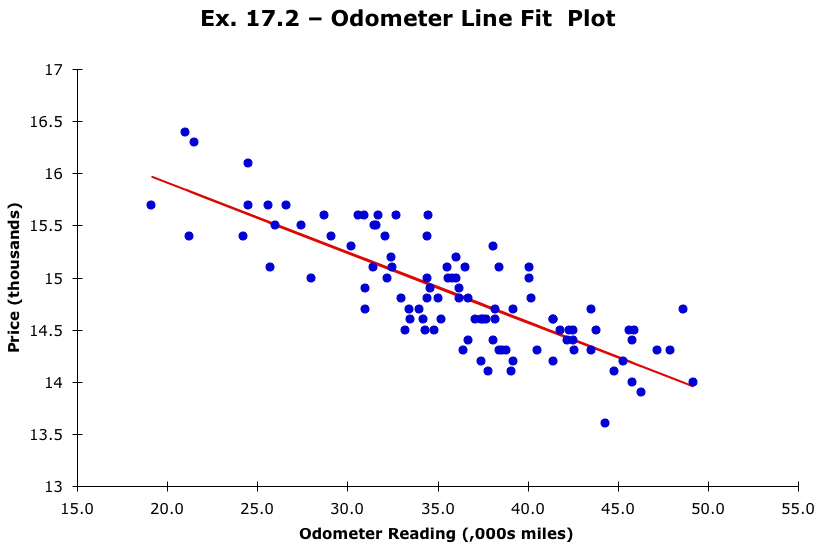 Ex. 17.2 – Odometer Line Fit  Plot
17
16.5
16
15.5
15
14.5
14
13.5
13
Price (thousands)
15.0 20.0 25.0 30.0 35.0 40.0 45.0 50.0 55.0
Odometer Reading (,000s miles)